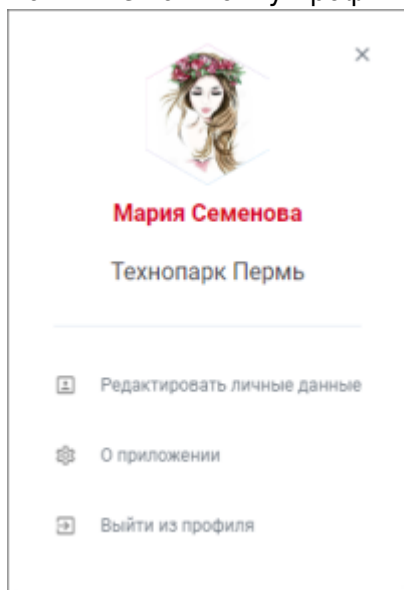 Мария Семенова
Технопарк Пермь
Редактировать личные данные
О приложении
Выйти из профиля